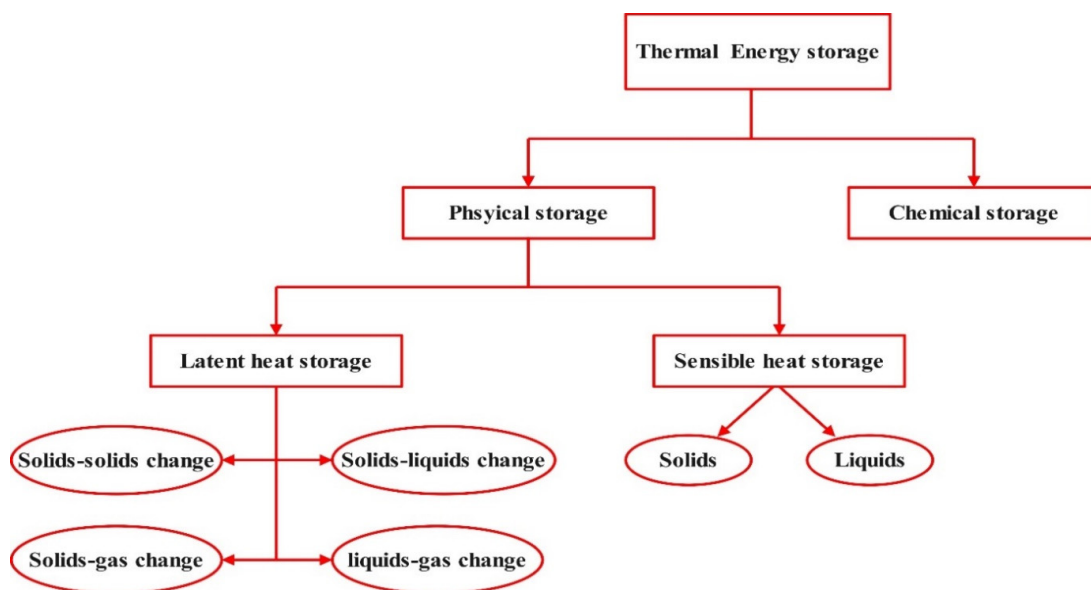 Thermal Energy storage
Phsyical storage
Chemical storage
Latent heat storage
Sensible heat storage
Solids-solids change
Solids-liquids change
Solids
Liquids
Solids-gas change
liquids-gas change